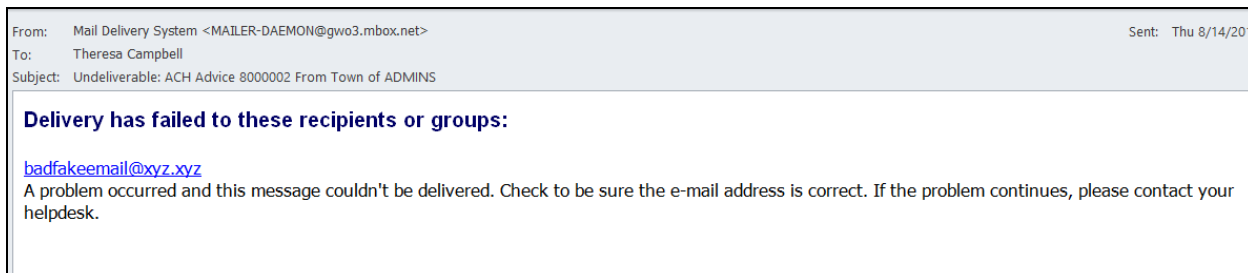 From: Mail Delivery System <MAILER-DAEMON@gwo3.mbox.net> Sent: Thu 8/14/201
To: Theresa Campbell
Subject: Undeliverable: ACH Advice 8000002 From Town of ADMINS
Delivery has failed to these recipients or groups:
badfakeemail@xyz.xyz
A problem occurred and this message couldn't be delivered. Check to be sure the e-mail address is correct. If the problem continues, please contact your
helpdesk.